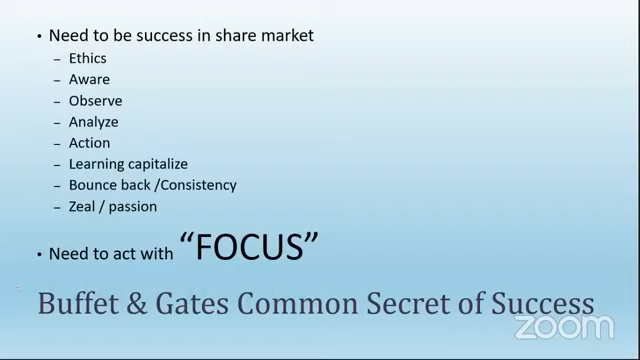 • Need to be success in share market
– Ethics
– Aware
– Observe
– Analyze
– Action
– Learning capitalize
– Bounce back /Consistency
– Zeal / passion
• Need to act with “FOCUS”
Buffet & Gates Common Secret of Success
zoom